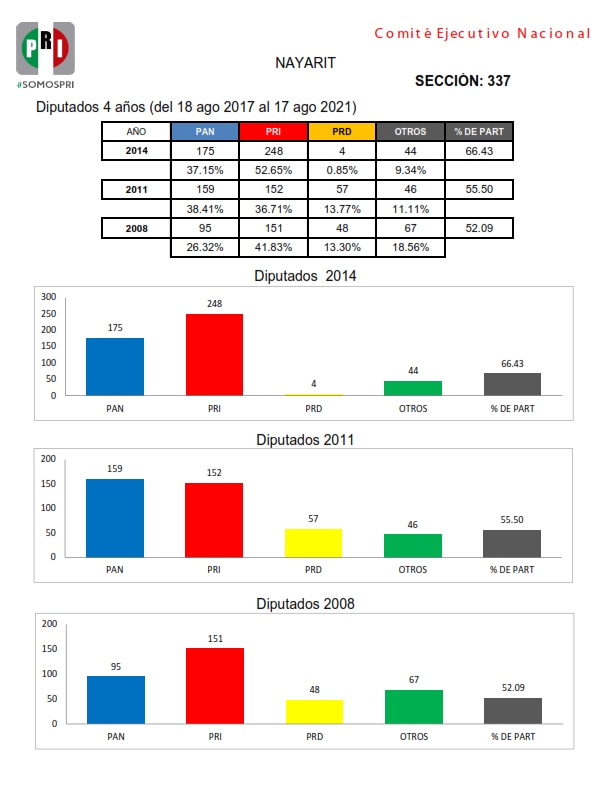 Comité Ejecutivo Nacional
PRI
#SOMOSPRI
NAYARIT
SECCIÓN: 337
Diputados 4 años (del 18 ago 2017 al 17 ago 2021)
AÑO PAN PRI PRD OTROS % DE PART
2014 175 248 4 44 66.43
37.15% 52.65% 0.85% 9.34%
2011 159 152 57 46 55.50
38.41% 36.71% 13.77% 11.11%
2008 95 151 48 67 52.09
26.32% 41.83% 13.30% 18.56%
Diputados 2014
300
250
200
150
100
50
0
175 248 4 44 66.43
PAN PRI PRD OTROS % DE PART
Diputados 2011
200
150
100
50
0
159 152 57 46 55.50
PAN PRI PRD OTROS % DE PART
Diputados 2008
200
150
100
50
0
95 151 48 67 52.09
PAN PRI PRD OTROS % DE PART